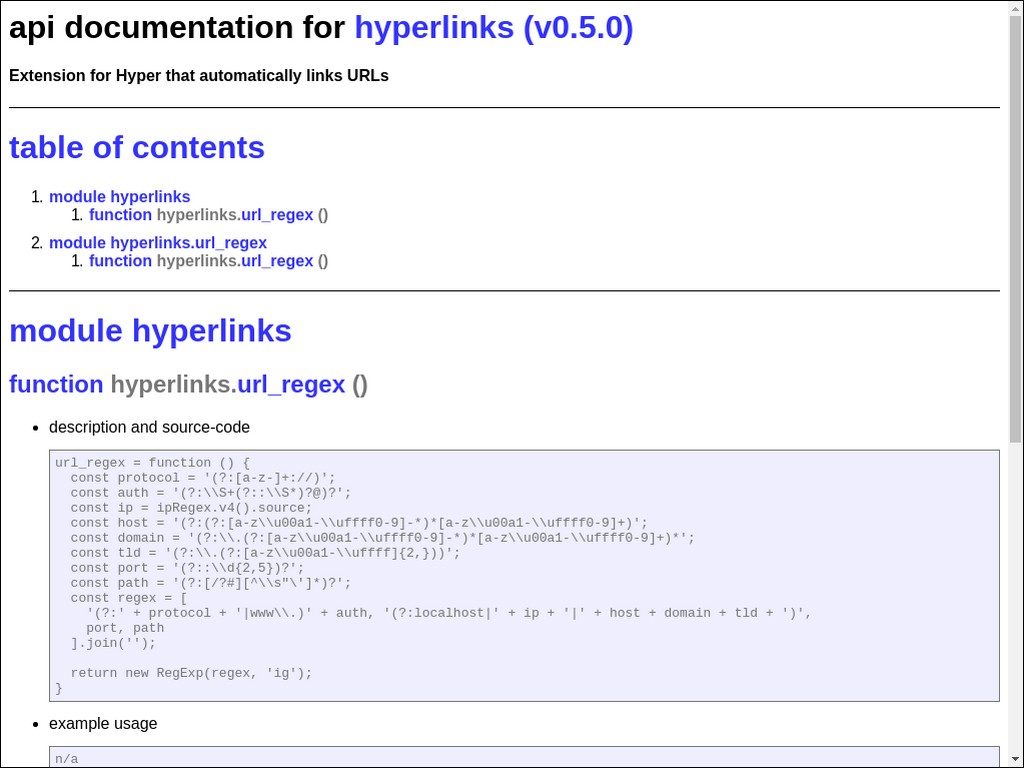 api documentation for hyperlinks (v0.5.0)
Extension for Hyper that automatically links URLs
table of contents
1. module hyperlinks
1. function hyperlinks.url_regex ()
2. module hyperlinks.url_regex
1. function hyperlinks.url_regex ()
module hyperlinks
function hyperlinks.url_regex ()
• description and source-code
url_regex = function () {
  const protocol = '(?:[a-z-]+://)';
  const auth = '(?:\\S+(?::\\S*)?@)?';
  const ip = ipRegex.v4().source;
  const host = '(?:(?:[a-z\\u00a1-\\uffff0-9]-*)*[a-z\\u00a1-\\uffff0-9]+)';
  const domain = '(?:\\.(?:[a-z\\u00a1-\\uffff0-9]-*)*[a-z\\u00a1-\\uffff0-9]+)*';
  const tld = '(?:\\.(?:[a-z\\u00a1-\\uffff]{2,}))';
  const port = '(?::\\d{2,5})?';
  const path = '(?:[/?#][^\\s"\']*)?';
  const regex = [
    '(?:' + protocol + '|www\\.)' + auth, '(?:localhost|' + ip + '|' + host + domain + tld + ')',
    port, path
  ].join('');
  return new RegExp(regex, 'ig');
}
• example usage
n/a